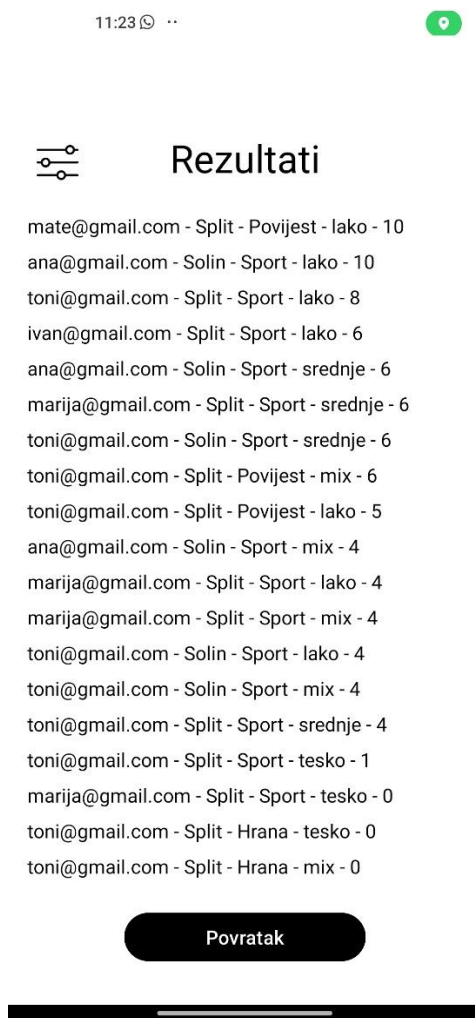 11:23
Rezultati
mate@gmail.com - Split - Povijest - lako - 10
ana@gmail.com - Solin - Sport - lako - 10
toni@gmail.com - Split - Sport - lako - 8
ivan@gmail.com - Split - Sport - lako - 6
ana@gmail.com - Solin - Sport - srednje - 6
marija@gmail.com - Split - Sport - srednje - 6
toni@gmail.com - Solin - Sport - srednje - 6
toni@gmail.com - Split - Povijest - mix - 6
toni@gmail.com - Split - Povijest - lako - 5
ana@gmail.com - Solin - Sport - mix - 4
marija@gmail.com - Split - Sport - lako - 4
marija@gmail.com - Split - Sport - mix - 4
toni@gmail.com - Solin - Sport - lako - 4
toni@gmail.com - Solin - Sport - mix - 4
toni@gmail.com - Split - Sport - srednje - 4
toni@gmail.com - Split - Sport - tesko - 1
marija@gmail.com - Split - Sport - tesko - 0
toni@gmail.com - Split - Hrana - tesko - 0
toni@gmail.com - Split - Hrana - mix - 0
Povratak